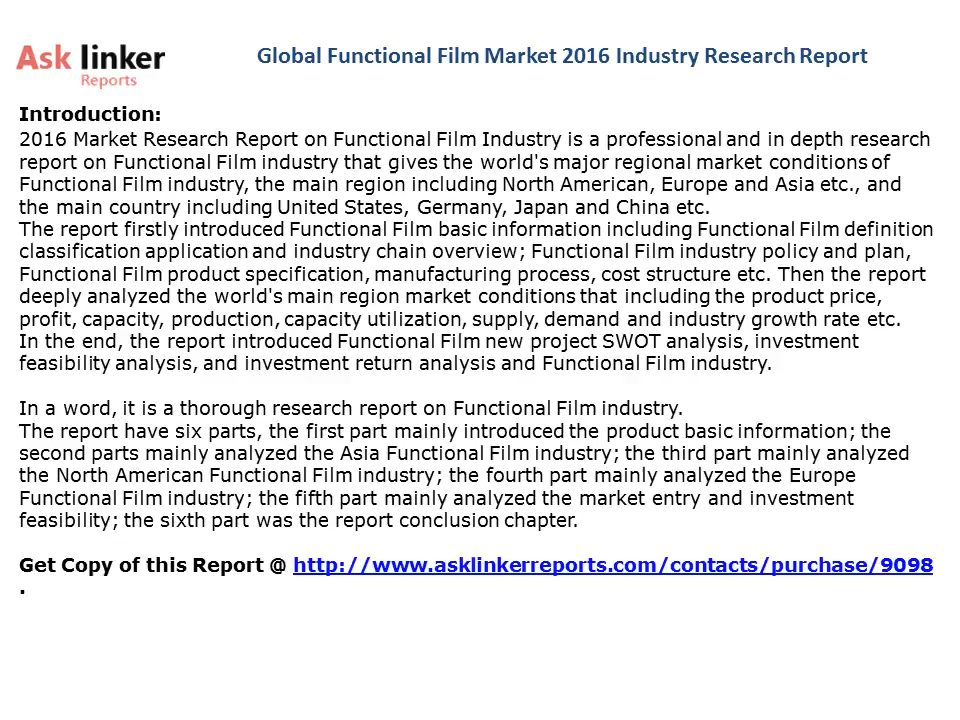 Ask linker
Reports
Global Functional Film Market 2016 Industry Research Report
Introduction:
2016 Market Research Report on Functional Film Industry is a professional and in depth research
report on Functional Film industry that gives the world's major regional market conditions of
Functional Film industry, the main region including North American, Europe and Asia etc., and
the main country including United States, Germany, Japan and China etc.
The report firstly introduced Functional Film basic information including Functional Film definition
classification application and industry chain overview; Functional Film industry policy and plan,
Functional Film product specification, manufacturing process, cost structure etc. Then the report
deeply analyzed the world's main region market conditions that including the product price,
profit, capacity, production, capacity utilization, supply, demand and industry growth rate etc.
In the end, the report introduced Functional Film new project SWOT analysis, investment
feasibility analysis, and investment return analysis and Functional Film industry.
In a word, it is a thorough research report on Functional Film industry.
The report have six parts, the first part mainly introduced the product basic information; the
second parts mainly analyzed the Asia Functional Film industry; the third part mainly analyzed
the North American Functional Film industry; the fourth part mainly analyzed the Europe
Functional Film industry; the fifth part mainly analyzed the market entry and investment
feasibility; the sixth part was the report conclusion chapter.
Get Copy of this Report @ http://www.asklinkerreports.com/contacts/purchase/9098
.